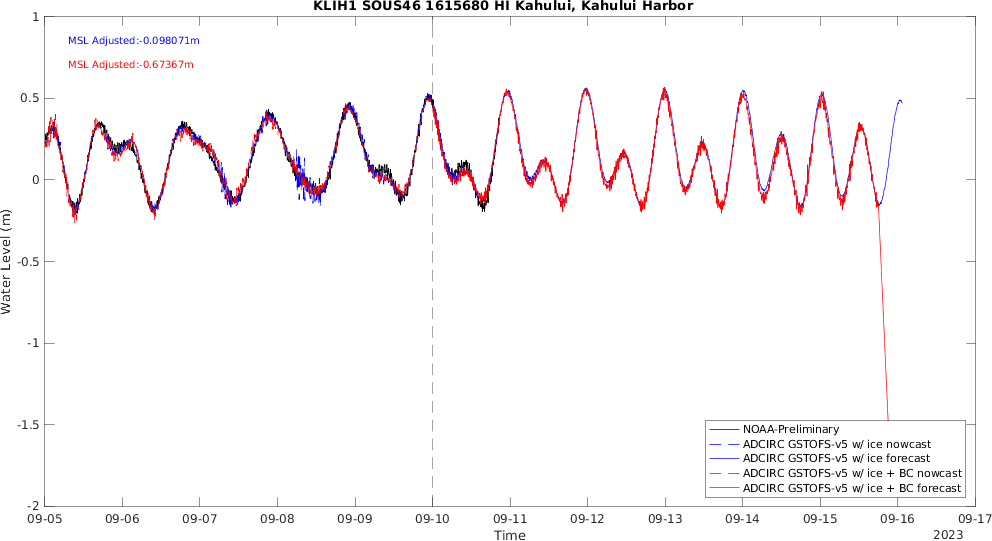 KLIH1 SOUS46 1615680 HI Kahului, Kahului Harbor
MSL Adjusted:-0.098071m
MSL Adjusted:-0.67367m
1
0.5
0
-0.5
-1
-1.5
-2
Water Level (m)
NOAA-Preliminary
ADCIRC GSTOFS-v5 w/ ice nowcast
ADCIRC GSTOFS-v5 w/ ice forecast
ADCIRC GSTOFS-v5 w/ ice + BC nowcast
ADCIRC GSTOFS-v5 w/ ice + BC forecast
09-05 09-06 09-07 09-08 09-09 09-10 09-11 09-12 09-13 09-14 09-15 09-16 09-17
Time
2023